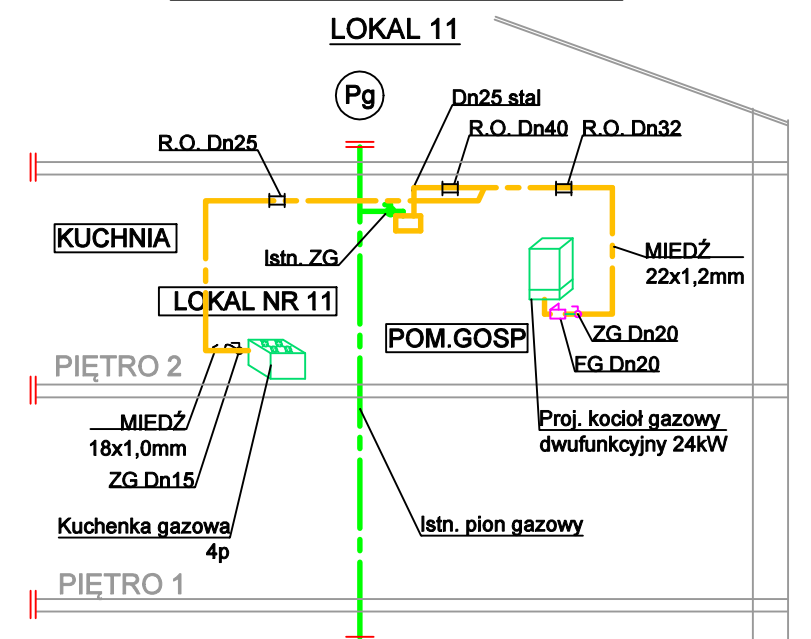 LOKAL 11
Pg
Dn25 stal
R.O. Dn25
R.O. Dn40
R.O. Dn32
KUCHNIA
Istn. ZG
MIEDŹ
22x1,2mm
LOKAL NR 11
POM.GOSP
ZG Dn20
FG Dn20
PIĘTRO 2
MIEDŹ
18x1,0mm
ZG Dn15
Proj. kocioł gazowy
dwufunkcyjny 24kW
Kuchenka gazowa
4p
Istn. pion gazowy
PIĘTRO 1